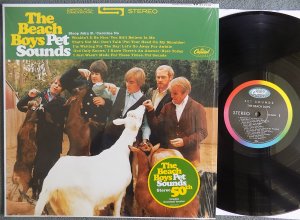 STEREO
The Beach Boys Pet Sounds
Sloop John B. / Caroline No
Wouldn't It Be Nice / You Still Believe In Me
That's Not Me / Don't Talk (Put Your Head On My Shoulder)
I'm Waiting For The Day / Let's Go Away For Awhile
God Only Knows / I Know There's An Answer / Here Today
I Just Wasn't Made For These Times / Pet Sounds
Capitol
The Beach Boys Pet Sounds
Stereo
50th
PET SOUNDS
THE BEACH BOYS
STEREO